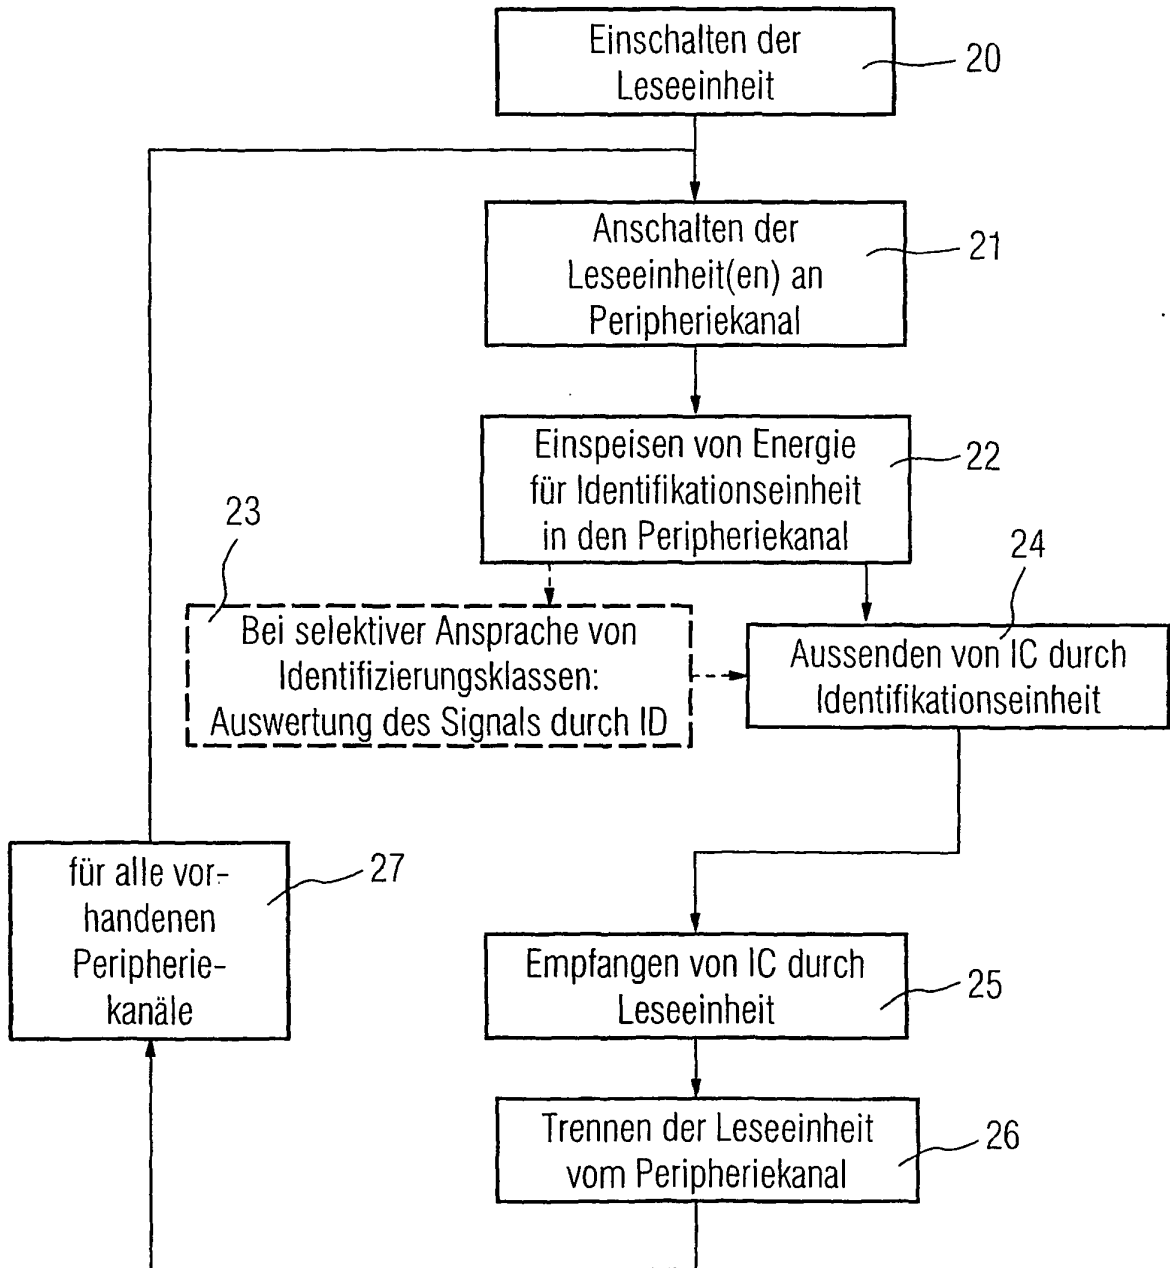 Einschalten der
Leseeinheit
20
Anschalten der
Leseeinheit(en) an
Peripheriekanal
21
Einspeisen von Energie
für Identifikationseinheit
in den Peripheriekanal
22
23
Bei selektiver Ansprache von
Identifizierungsklassen:
Auswertung des Signals durch ID
24
Aussenden von IC durch
Identifikationseinheit
für alle vor-
handenen
Peripherie-
kanäle
27
Empfangen von IC durch
Leseeinheit
25
Trennen der Leseeinheit
vom Peripheriekanal
26